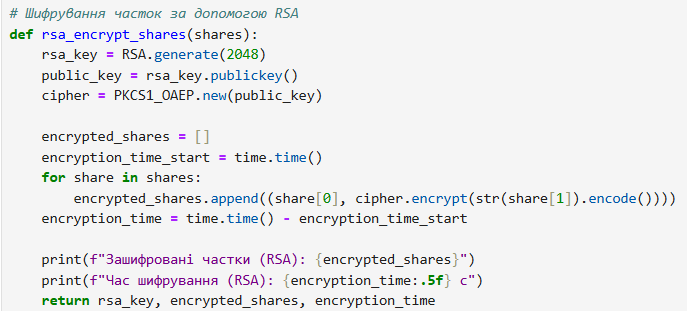 # Шифрування часток за допомогою RSA
def rsa_encrypt_shares(shares):
    rsa_key = RSA.generate(2048)
    public_key = rsa_key.publickey()
    cipher = PKCS1_OAEP.new(public_key)

    encrypted_shares = []
    encryption_time_start = time.time()
    for share in shares:
        encrypted_shares.append((share[0], cipher.encrypt(str(share[1]).encode())))
    encryption_time = time.time() - encryption_time_start

    print(f"Зашифровані частки (RSA): {encrypted_shares}")
    print(f"Час шифрування (RSA): {encryption_time:.5f} с")
    return rsa_key, encrypted_shares, encryption_time